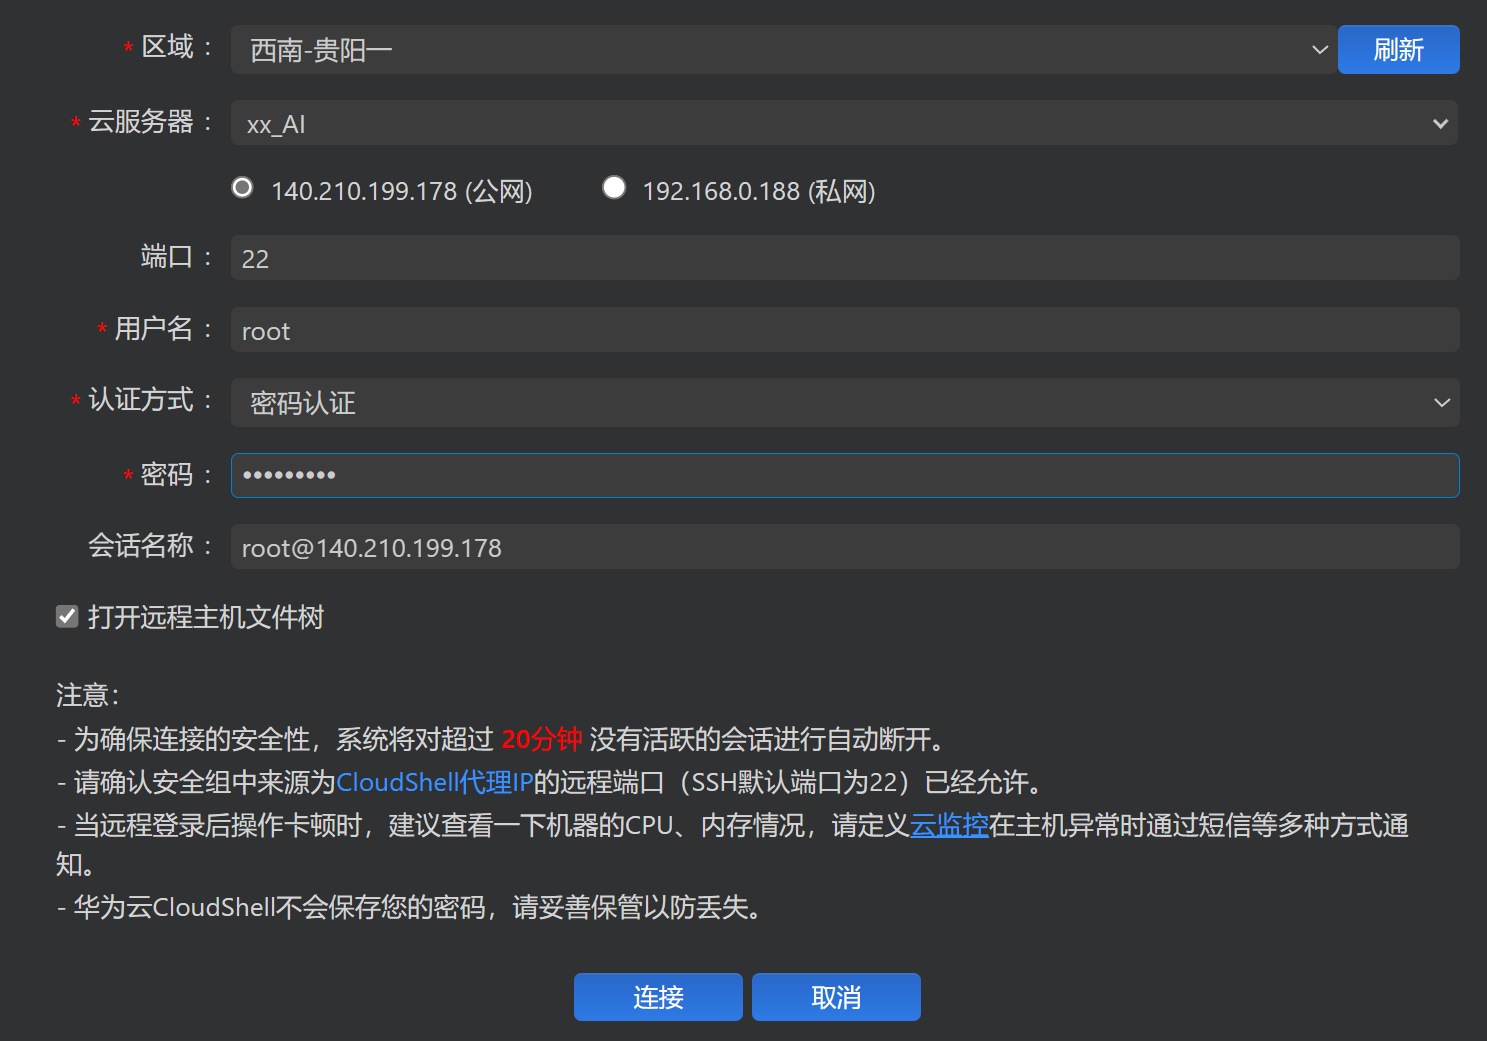 * 区域 : 西南-贵阳一 刷新
* 云服务器 : xx_AI
140.210.199.178 (公网) 192.168.0.188 (私网)
端口 : 22
* 用户名 : root
* 认证方式 : 密码认证
* 密码 : •••••••••
会话名称 : root@140.210.199.178
打开远程主机文件树
注意：
- 为确保连接的安全性，系统将对超过 20分钟 没有活跃的会话进行自动断开。
- 请确认安全组中来源为CloudShell代理IP的远程端口（SSH默认端口为22）已经允许。
- 当远程登录后操作卡顿时，建议查看一下机器的CPU、内存情况，请定义云监控在主机异常时通过短信等多种方式通
知。
- 华为云CloudShell不会保存您的密码，请妥善保管以防丢失。
连接 取消